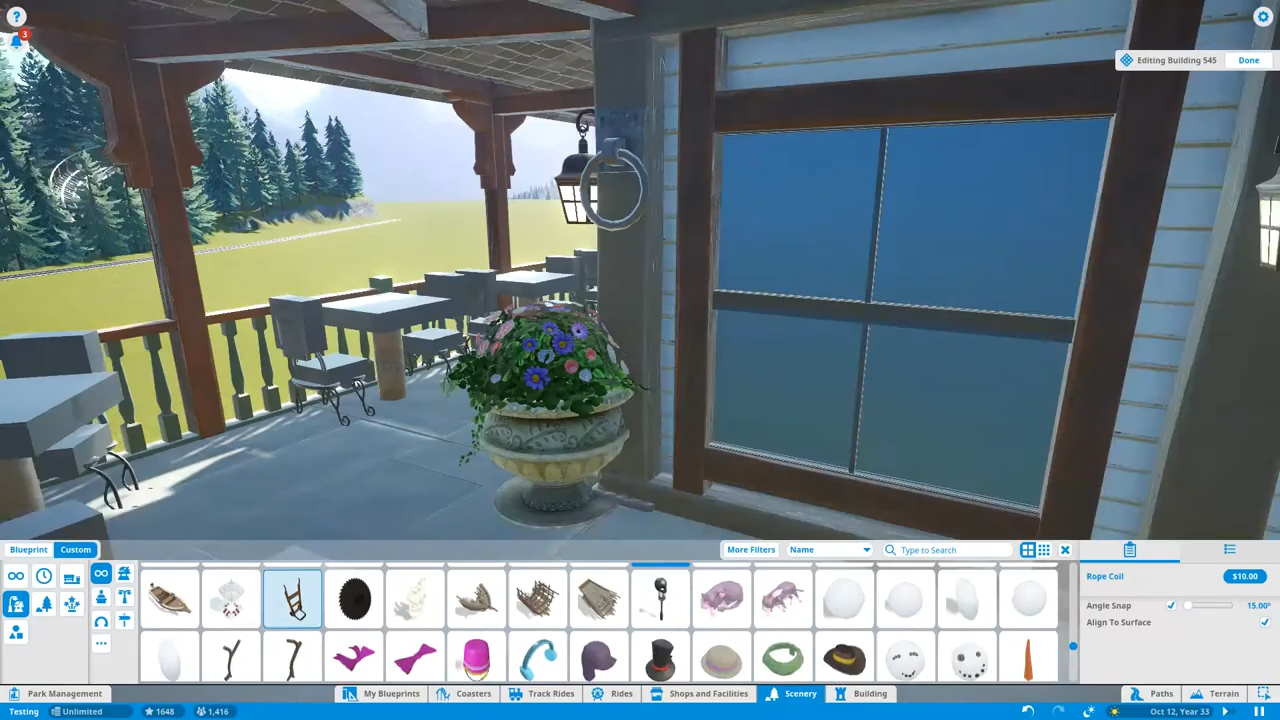 ?
3
Editing Building 545 Done
Blueprint Custom More Filters Name Type to Search
Rope Coil $10.00
Angle Snap 15.00°
Align To Surface
Park Management My Blueprints Coasters Track Rides Rides Shops and Facilities Scenery Building Paths Terrain
Testing Unlimited 1648 1,416 Oct 12, Year 33